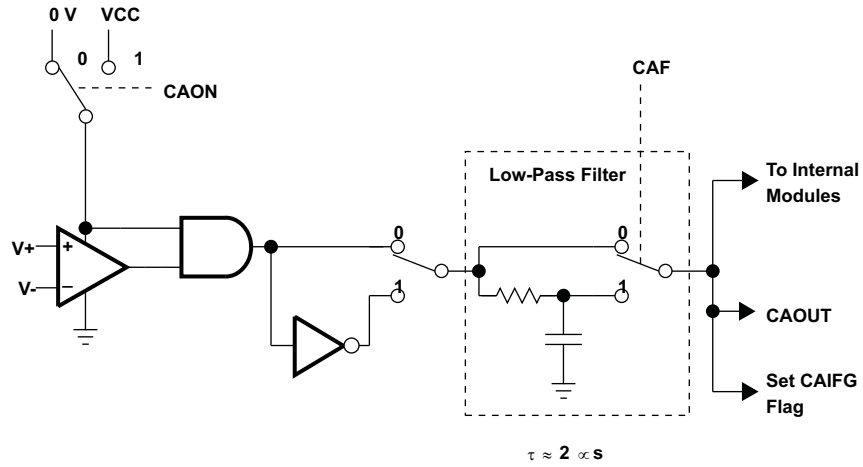 0 V VCC
0 1
CAON
CAF
Low-Pass Filter
To Internal
Modules
0
0
V+
+
V-
−
1
1
CAOUT
Set CAIFG
Flag
τ ≈ 2 ∝s